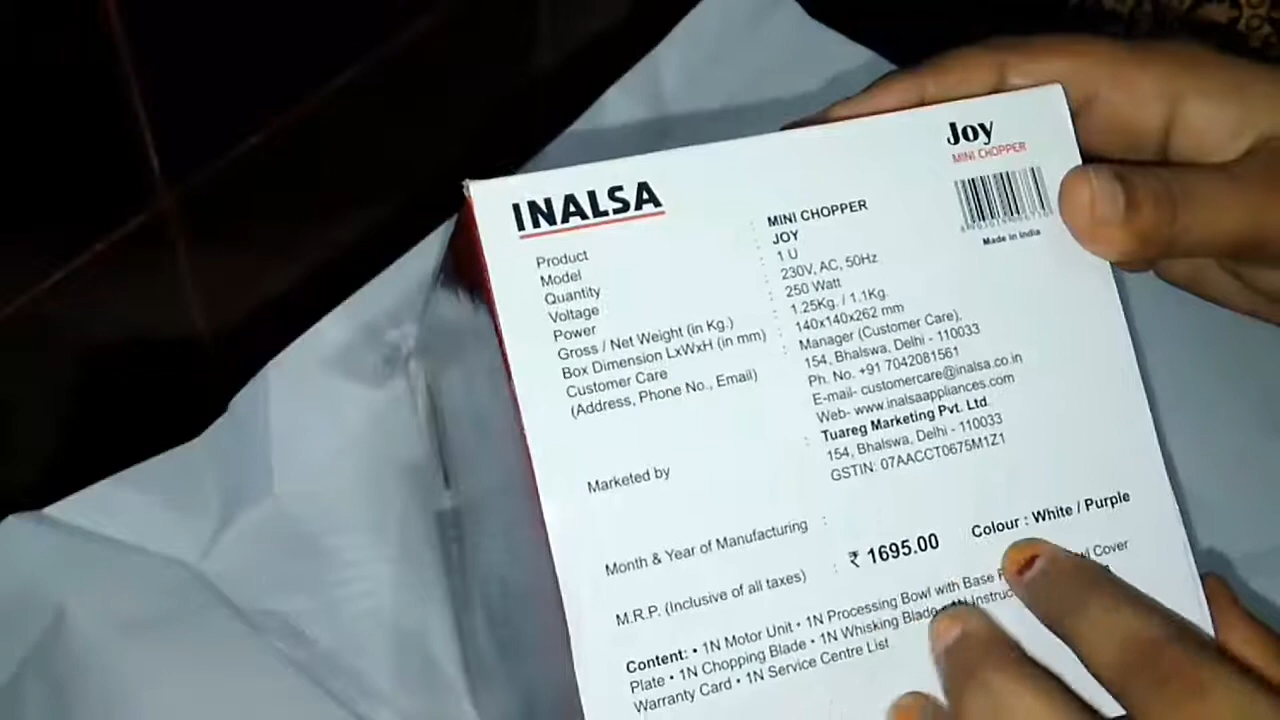 Joy
MINI CHOPPER
Made in India
INALSA
Product : MINI CHOPPER
Model : JOY
Quantity : 1 U
Voltage : 230V, AC, 50Hz
Power : 250 Watt
Gross / Net Weight (in Kg.) : 1.25Kg. / 1.1Kg.
Box Dimension LxWxH (in mm) : 140x140x262 mm
Customer Care : Manager (Customer Care),
(Address, Phone No., Email) 154, Bhalswa, Delhi - 110033
Ph. No. +91 7042081561
E-mail- customercare@inalsa.co.in
Web- www.inalsaappliances.com
Marketed by : Tuareg Marketing Pvt. Ltd.
154, Bhalswa, Delhi - 110033
GSTIN: 07AACCT0675M1Z1
Month & Year of Manufacturing :
M.R.P. (Inclusive of all taxes) : ₹ 1695.00 Colour : White / Purple
Content: • 1N Motor Unit • 1N Processing Bowl with Base Cover
Plate • 1N Chopping Blade • 1N Whisking Blade • 1N
Warranty Card • 1N Service Centre List